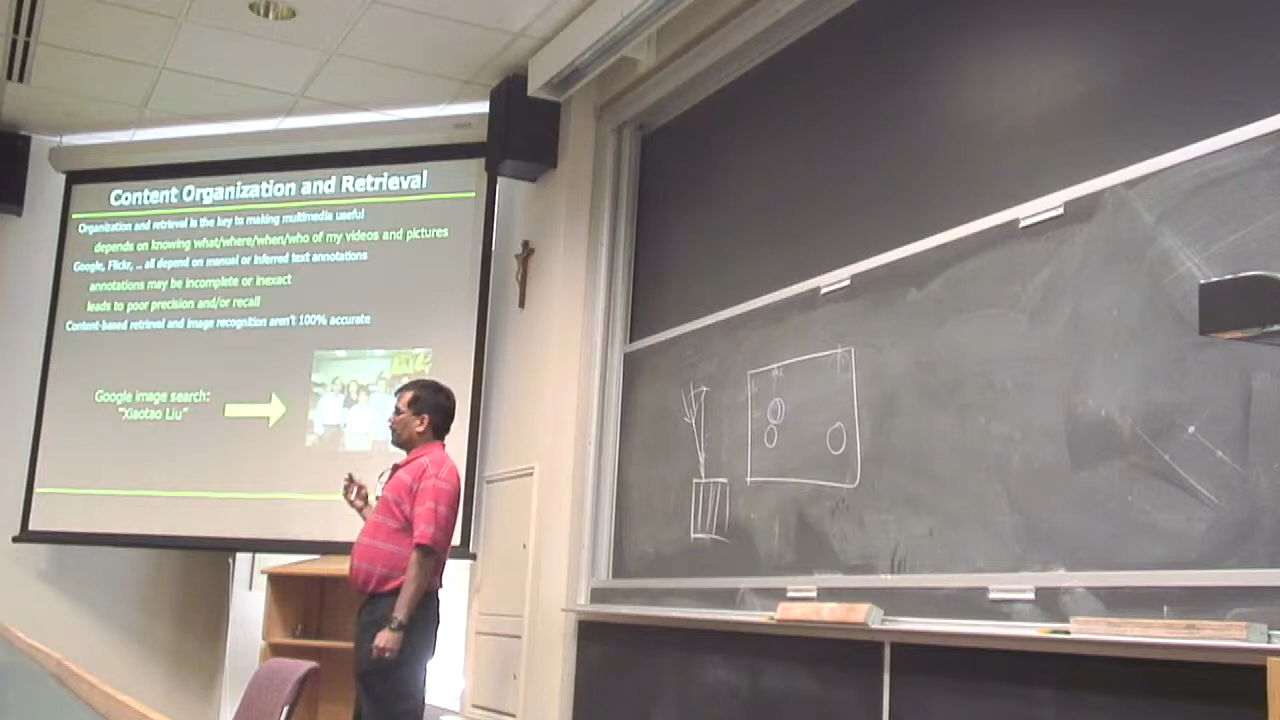 Content Organization and Retrieval
Organization and retrieval is the key to making multimedia useful
depends on knowing what/where/when/who of my videos and pictures
Google, Flickr, .. all depend on manual or inferred text annotations
annotations may be incomplete or inexact
leads to poor precision and/or recall
Content-based retrieval and image recognition aren't 100% accurate
Google image search:
"Xiaotao Liu"